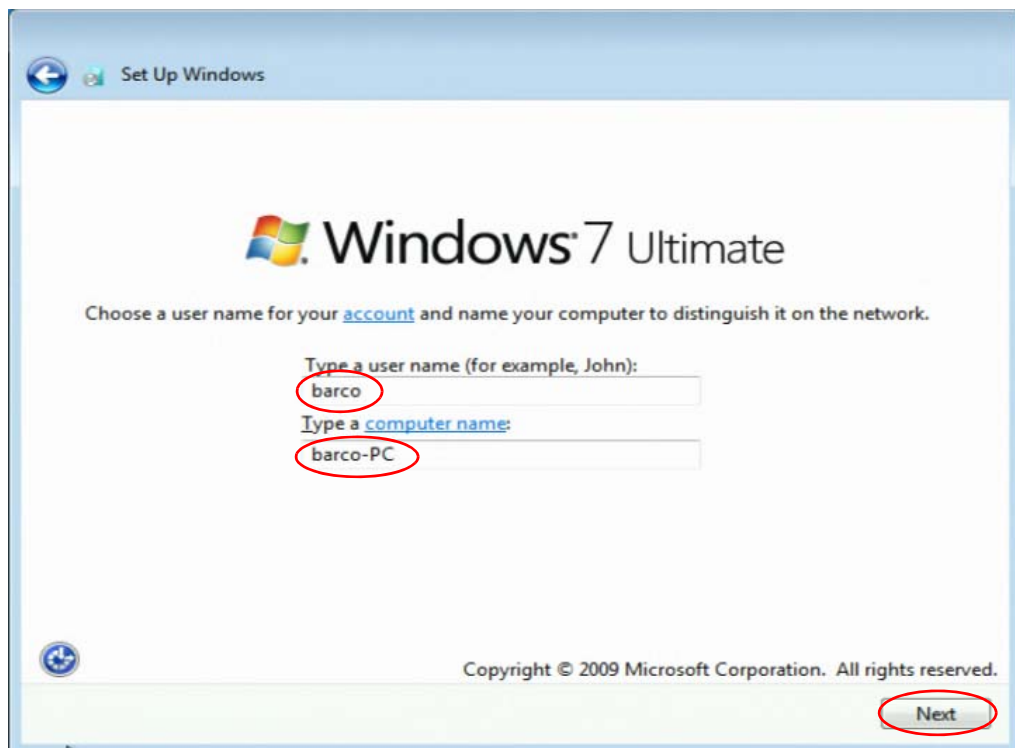 Set Up Windows
Windows 7 Ultimate
Choose a user name for your account and name your computer to distinguish it on the network.
Type a user name (for example, John):
barco
Type a computer name:
barco-PC
Copyright © 2009 Microsoft Corporation. All rights reserved.
Next